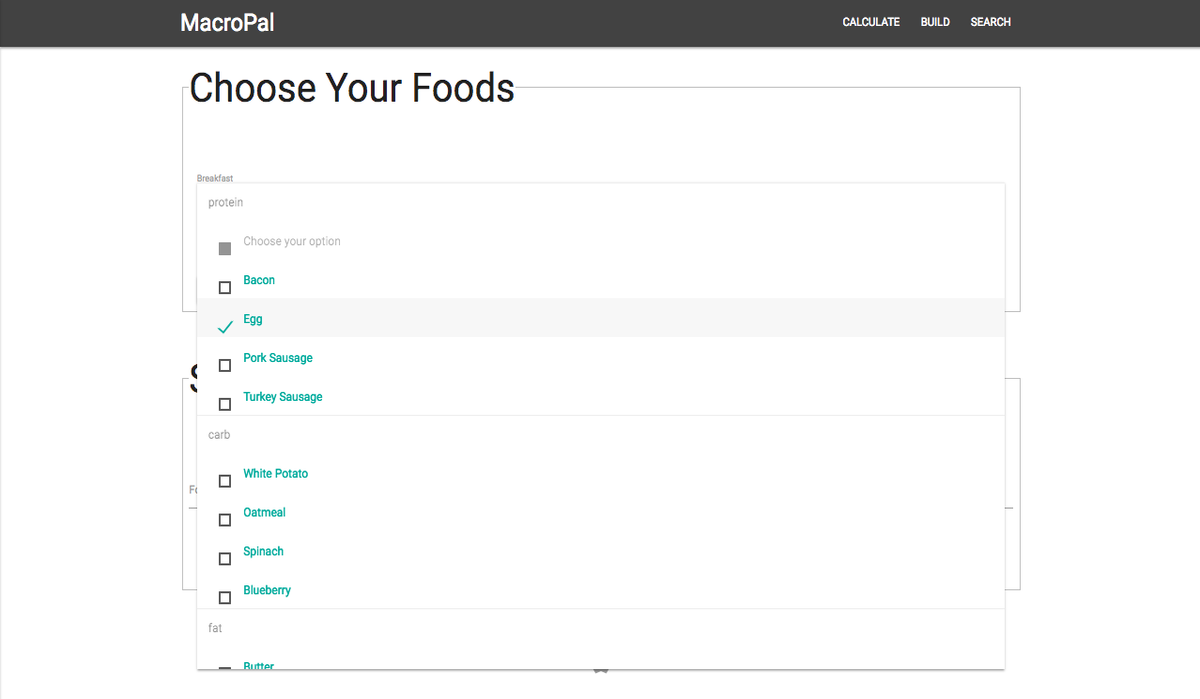 MacroPal
CALCULATE BUILD SEARCH
Choose Your Foods
Breakfast
protein
Choose your option
Bacon
Egg
Pork Sausage
Turkey Sausage
carb
White Potato
Oatmeal
Spinach
Blueberry
fat
Butter